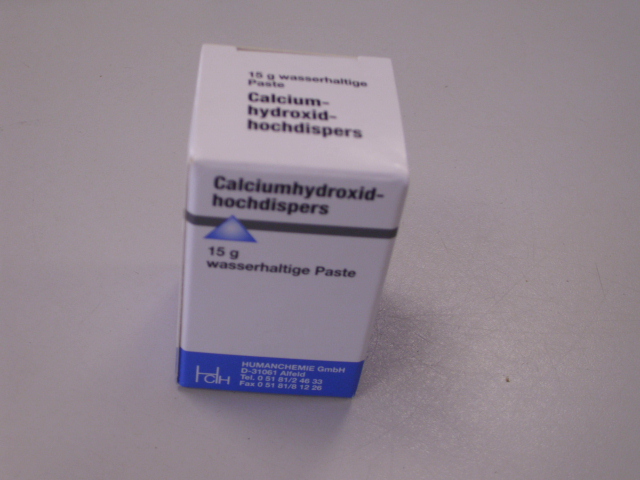 15 g wasserhaltige
Paste
Calcium-
hydroxid-
hochdispers
Calciumhydroxid-
hochdispers
15 g
wasserhaltige Paste
HCH
HUMANCHEMIE GmbH
D-31061 Alfeld
Tel. 0 51 81/2 46 33
Fax 0 51 81/8 12 26